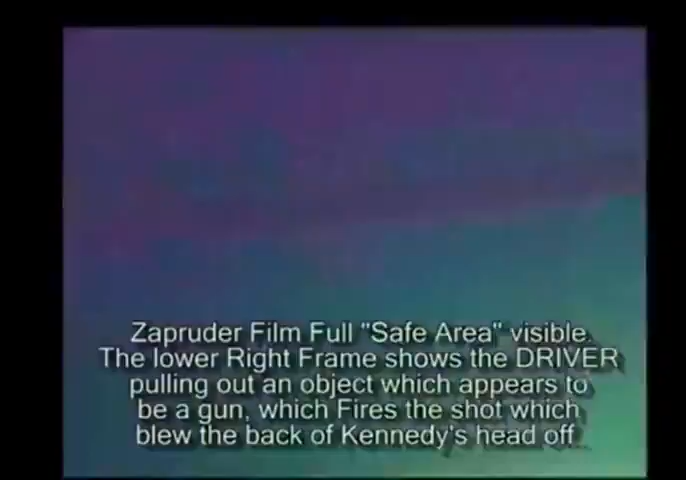 Zapruder Film Full "Safe Area" visible.
The lower Right Frame shows the DRIVER
pulling out an object which appears to
be a gun, which Fires the shot which
blew the back of Kennedy's head off...